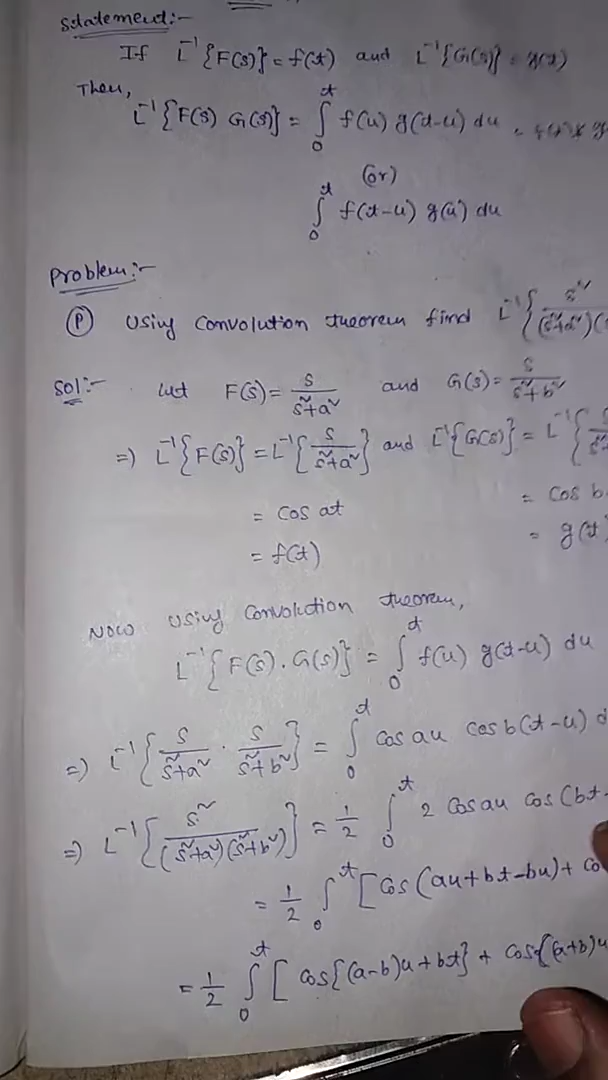 Statement:-
If L⁻¹{F(s)} = f(t) and L⁻¹{G(s)} = g(t)
Then,
L⁻¹{F(s) G(s)} = ∫₀ᵗ f(u) g(t-u) du
(or)
∫₀ᵗ f(t-u) g(u) du
Problem:-
Ⓟ Using convolution theorem find L⁻¹{s²/(s²+a²)(
Sol:- Let F(s) = s/(s²+a²) and G(s) = s/(s²+b²)
=) L⁻¹{F(s)} = L⁻¹{s/(s²+a²)} and L⁻¹{G(s)} = L⁻¹{s/
= cos at = cos b
= f(t) = g(t)
Now using convolution theorem,
L⁻¹{F(s).G(s)} = ∫₀ᵗ f(u) g(t-u) du
=) L⁻¹{s/(s²+a²) · s/(s²+b²)} = ∫₀ᵗ cos au cos b(t-u) d
=) L⁻¹{s²/(s²+a²)(s²+b²)} = 1/2 ∫₀ᵗ 2 cos au cos (bt-
= 1/2 ∫₀ᵗ [cos(au+bt-bu) + co
= 1/2 ∫₀ᵗ [cos{(a-b)u+bt} + cos{(a+b)u